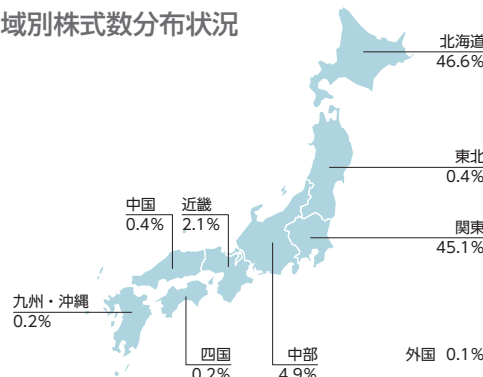 域別株式数分布状況
北海道
46.6%
東北
0.4%
中国
0.4%
近畿
2.1%
関東
45.1%
九州・沖縄
0.2%
四国
0.2%
中部
4.9%
外国 0.1%